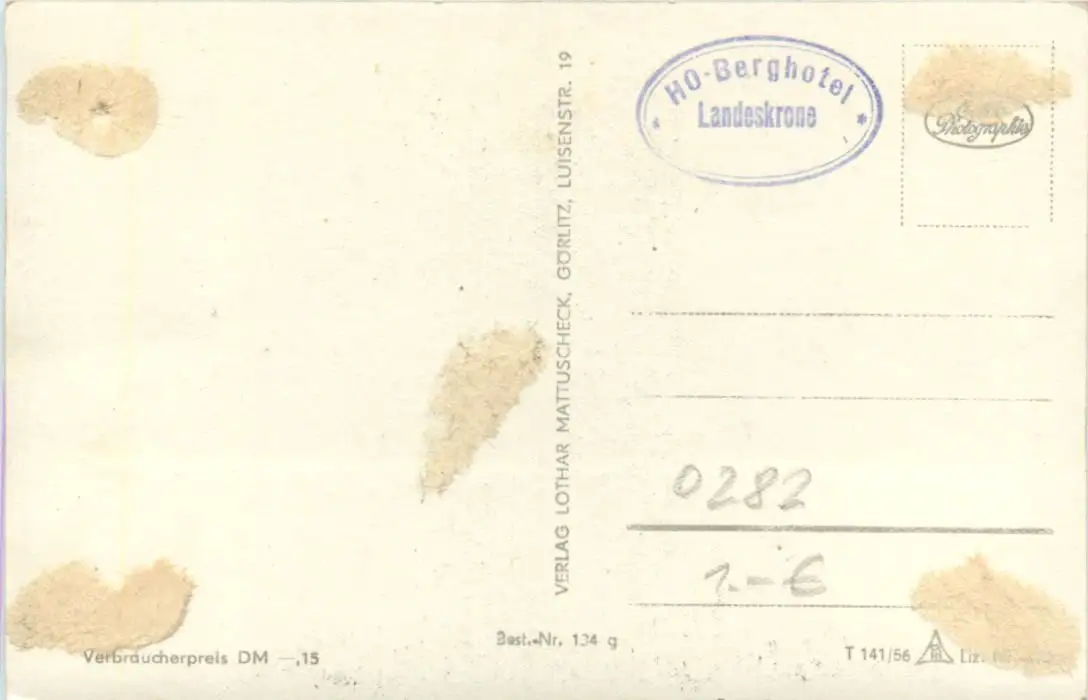 HO-Berghotel
* Landeskrone *
Photographie
VERLAG LOTHAR MATTUSCHECK, GÖRLITZ, LUISENSTR. 19
0282
1.-€
Best.-Nr. 134 g
Verbraucherpreis DM —,15
T 141/56
Liz.